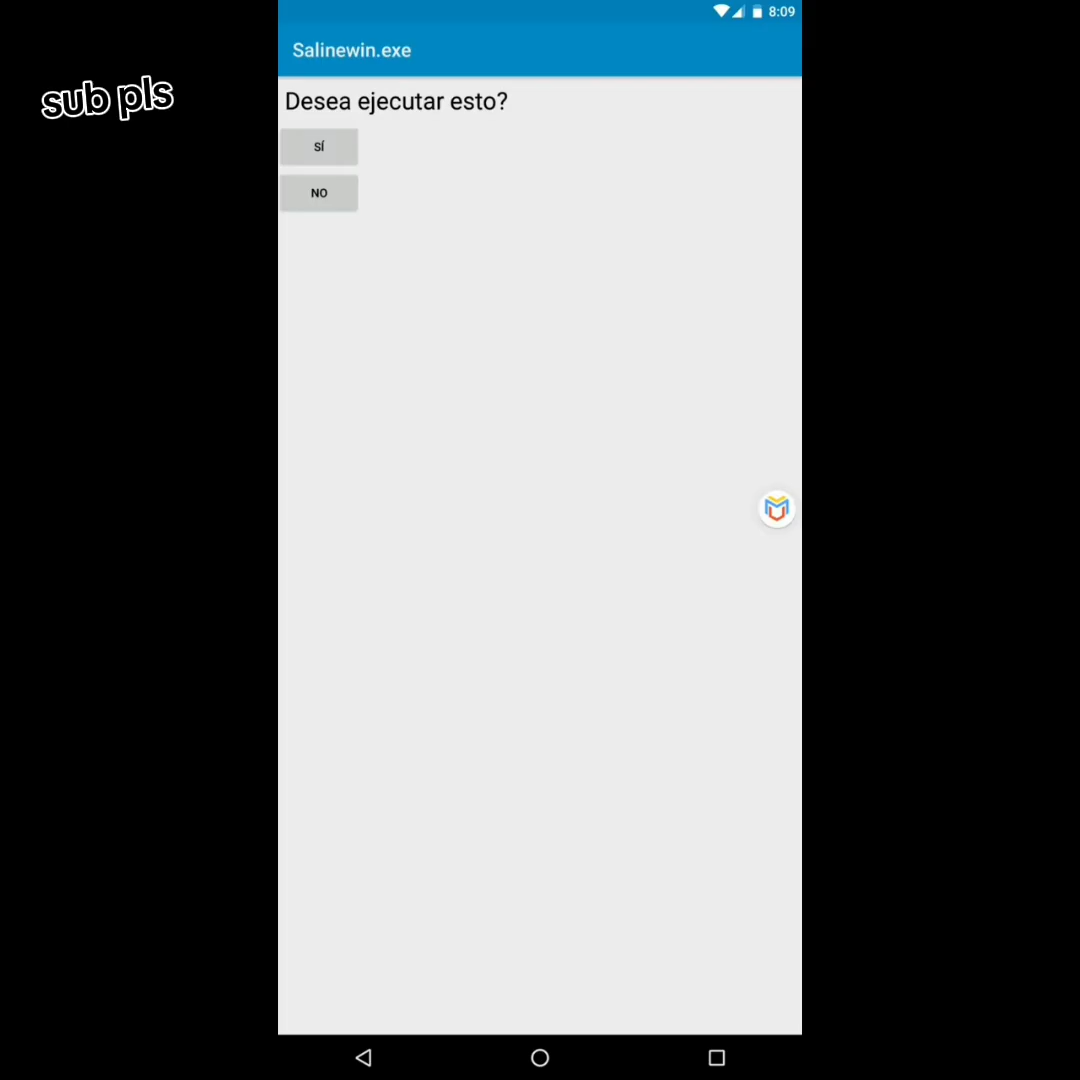 8:09
Salinewin.exe
sub pls
Desea ejecutar esto?
SÍ
NO